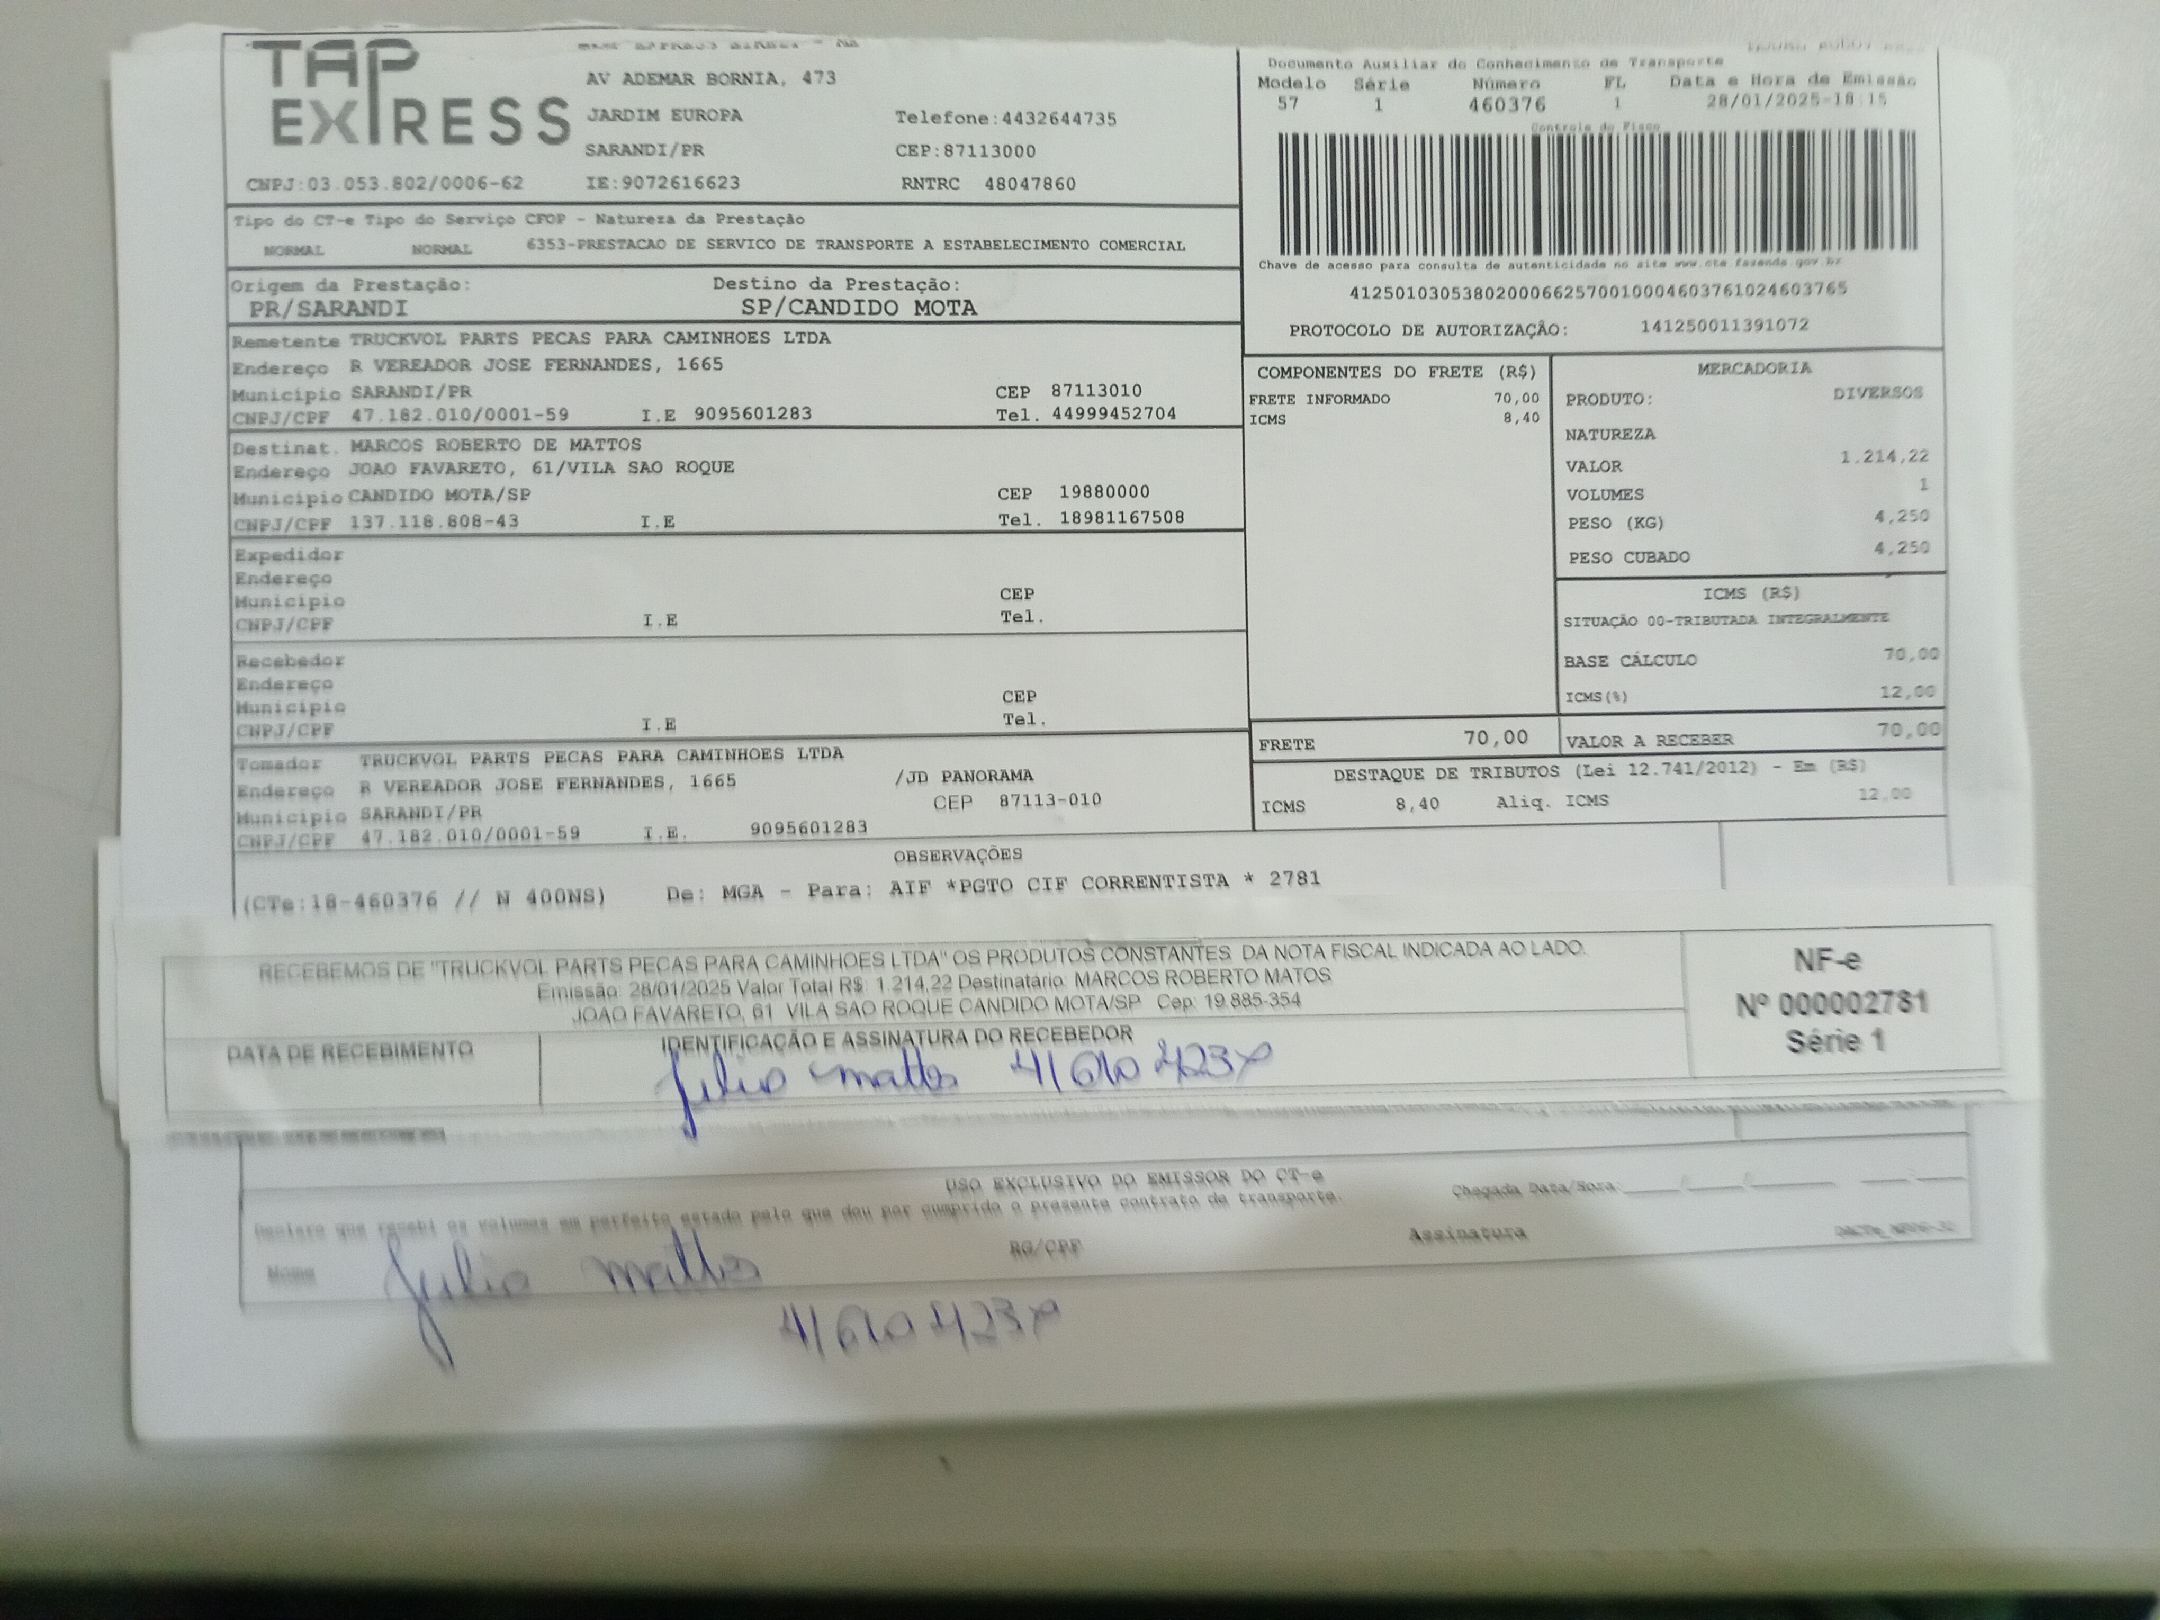 TAP
EXPRESS
AV ADEMAR BORNIA, 473
JARDIM EUROPA Telefone:4432644735
SARANDI/PR CEP:87113000
CNPJ:03.053.802/0006-62 IE:9072616623 RNTRC 48047860
Documento Auxiliar do Conhecimento de Transporte
Modelo Série Número FL Data e Hora de Emissão
57 1 460376 1 28/01/2025-18:15
Controle do Fisco
Chave de acesso para consulta de autenticidade no site www.cte.fazenda.gov.br
41250103053802000662570010004603761024603765
PROTOCOLO DE AUTORIZAÇÃO: 141250011391072
Tipo do CT-e Tipo do Serviço CFOP - Natureza da Prestação
NORMAL NORMAL 6353-PRESTACAO DE SERVICO DE TRANSPORTE A ESTABELECIMENTO COMERCIAL
Origem da Prestação: Destino da Prestação:
PR/SARANDI SP/CANDIDO MOTA
Remetente TRUCKVOL PARTS PECAS PARA CAMINHOES LTDA
Endereço R VEREADOR JOSE FERNANDES, 1665
Município SARANDI/PR CEP 87113010
CNPJ/CPF 47.182.010/0001-59 I.E 9095601283 Tel. 44999452704
Destinat. MARCOS ROBERTO DE MATTOS
Endereço JOAO FAVARETO, 61/VILA SAO ROQUE
Município CANDIDO MOTA/SP CEP 19880000
CNPJ/CPF 137.118.808-43 I.E Tel. 18981167508
Expedidor
Endereço
Município CEP
CNPJ/CPF I.E Tel.
Recebedor
Endereço
Município CEP
CNPJ/CPF I.E Tel.
Tomador TRUCKVOL PARTS PECAS PARA CAMINHOES LTDA
Endereço R VEREADOR JOSE FERNANDES, 1665 /JD PANORAMA
Município SARANDI/PR CEP 87113-010
CNPJ/CPF 47.182.010/0001-59 I.E. 9095601283
COMPONENTES DO FRETE (R$)
FRETE INFORMADO 70,00
ICMS 8,40
MERCADORIA
PRODUTO: DIVERSOS
NATUREZA
VALOR 1.214,22
VOLUMES 1
PESO (KG) 4,250
PESO CUBADO 4,250
ICMS (R$)
SITUAÇÃO 00-TRIBUTADA INTEGRALMENTE
BASE CÁLCULO 70,00
ICMS(%) 12,00
FRETE 70,00 VALOR A RECEBER 70,00
DESTAQUE DE TRIBUTOS (Lei 12.741/2012) - Em (R$)
ICMS 8,40 Aliq. ICMS 12,00
OBSERVAÇÕES
(CTe:18-460376 // N 400NS) De: MGA - Para: AIF *PGTO CIF CORRENTISTA * 2781
RECEBEMOS DE "TRUCKVOL PARTS PECAS PARA CAMINHOES LTDA" OS PRODUTOS CONSTANTES DA NOTA FISCAL INDICADA AO LADO.
Emissão: 28/01/2025 Valor Total R$: 1.214,22 Destinatário: MARCOS ROBERTO MATOS
JOAO FAVARETO, 61 VILA SAO ROQUE CANDIDO MOTA/SP Cep: 19.885-354
DATA DE RECEBIMENTO IDENTIFICAÇÃO E ASSINATURA DO RECEBEDOR
Julio mattos
NF-e
Nº 000002781
Série 1
USO EXCLUSIVO DO EMISSOR DO CT-e
Declaro que recebi os volumes em perfeito estado pelo que dou por cumprido o presente contrato de transporte. Chegada Data/Hora:____/____/______ ____:____
Nome Julio mattos RG/CPF Assinatura